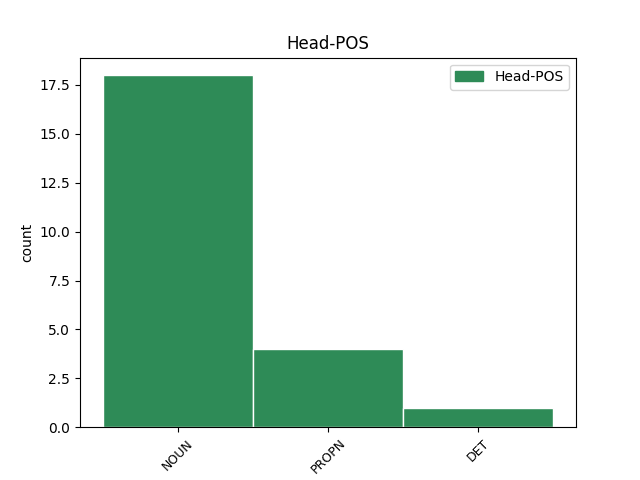 Head-POS
Head-POS
17.5
15.0
12.5
10.0
7.5
5.0
2.5
0.0
count
NOUN
PROPN
DET